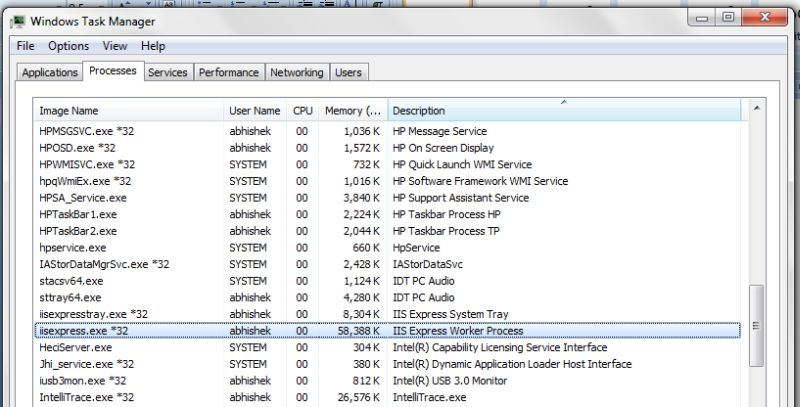 Windows Task Manager
File Options View Help
Applications Processes Services Performance Networking Users
Image Name User Name CPU Memory (... Description
HPMSGSVC.exe *32 abhishek 00 1,036 K HP Message Service
HPOSD.exe *32 abhishek 00 1,572 K HP On Screen Display
HPWMISVC.exe *32 SYSTEM 00 732 K HP Quick Launch WMI Service
hpqWmiEx.exe *32 SYSTEM 00 1,016 K HP Software Framework WMI Service
HPSA_Service.exe SYSTEM 00 3,840 K HP Support Assistant Service
HPTaskBar1.exe abhishek 00 2,224 K HP Taskbar Process HP
HPTaskBar2.exe abhishek 00 2,044 K HP Taskbar Process TP
hpservice.exe SYSTEM 00 660 K HpService
IAStorDataMgrSvc.exe *32 SYSTEM 00 2,428 K IAStorDataSvc
stacsv64.exe SYSTEM 00 1,124 K IDT PC Audio
sttray64.exe abhishek 00 4,280 K IDT PC Audio
iisexpresstray.exe *32 abhishek 00 8,304 K IIS Express System Tray
iisexpress.exe *32 abhishek 00 58,388 K IIS Express Worker Process
HeciServer.exe SYSTEM 00 304 K Intel(R) Capability Licensing Service Interface
Jhi_service.exe *32 SYSTEM 00 380 K Intel(R) Dynamic Application Loader Host Interface
iusb3mon.exe *32 abhishek 00 812 K Intel(R) USB 3.0 Monitor
IntelliTrace.exe *32 abhishek 00 26,576 K IntelliTrace.exe